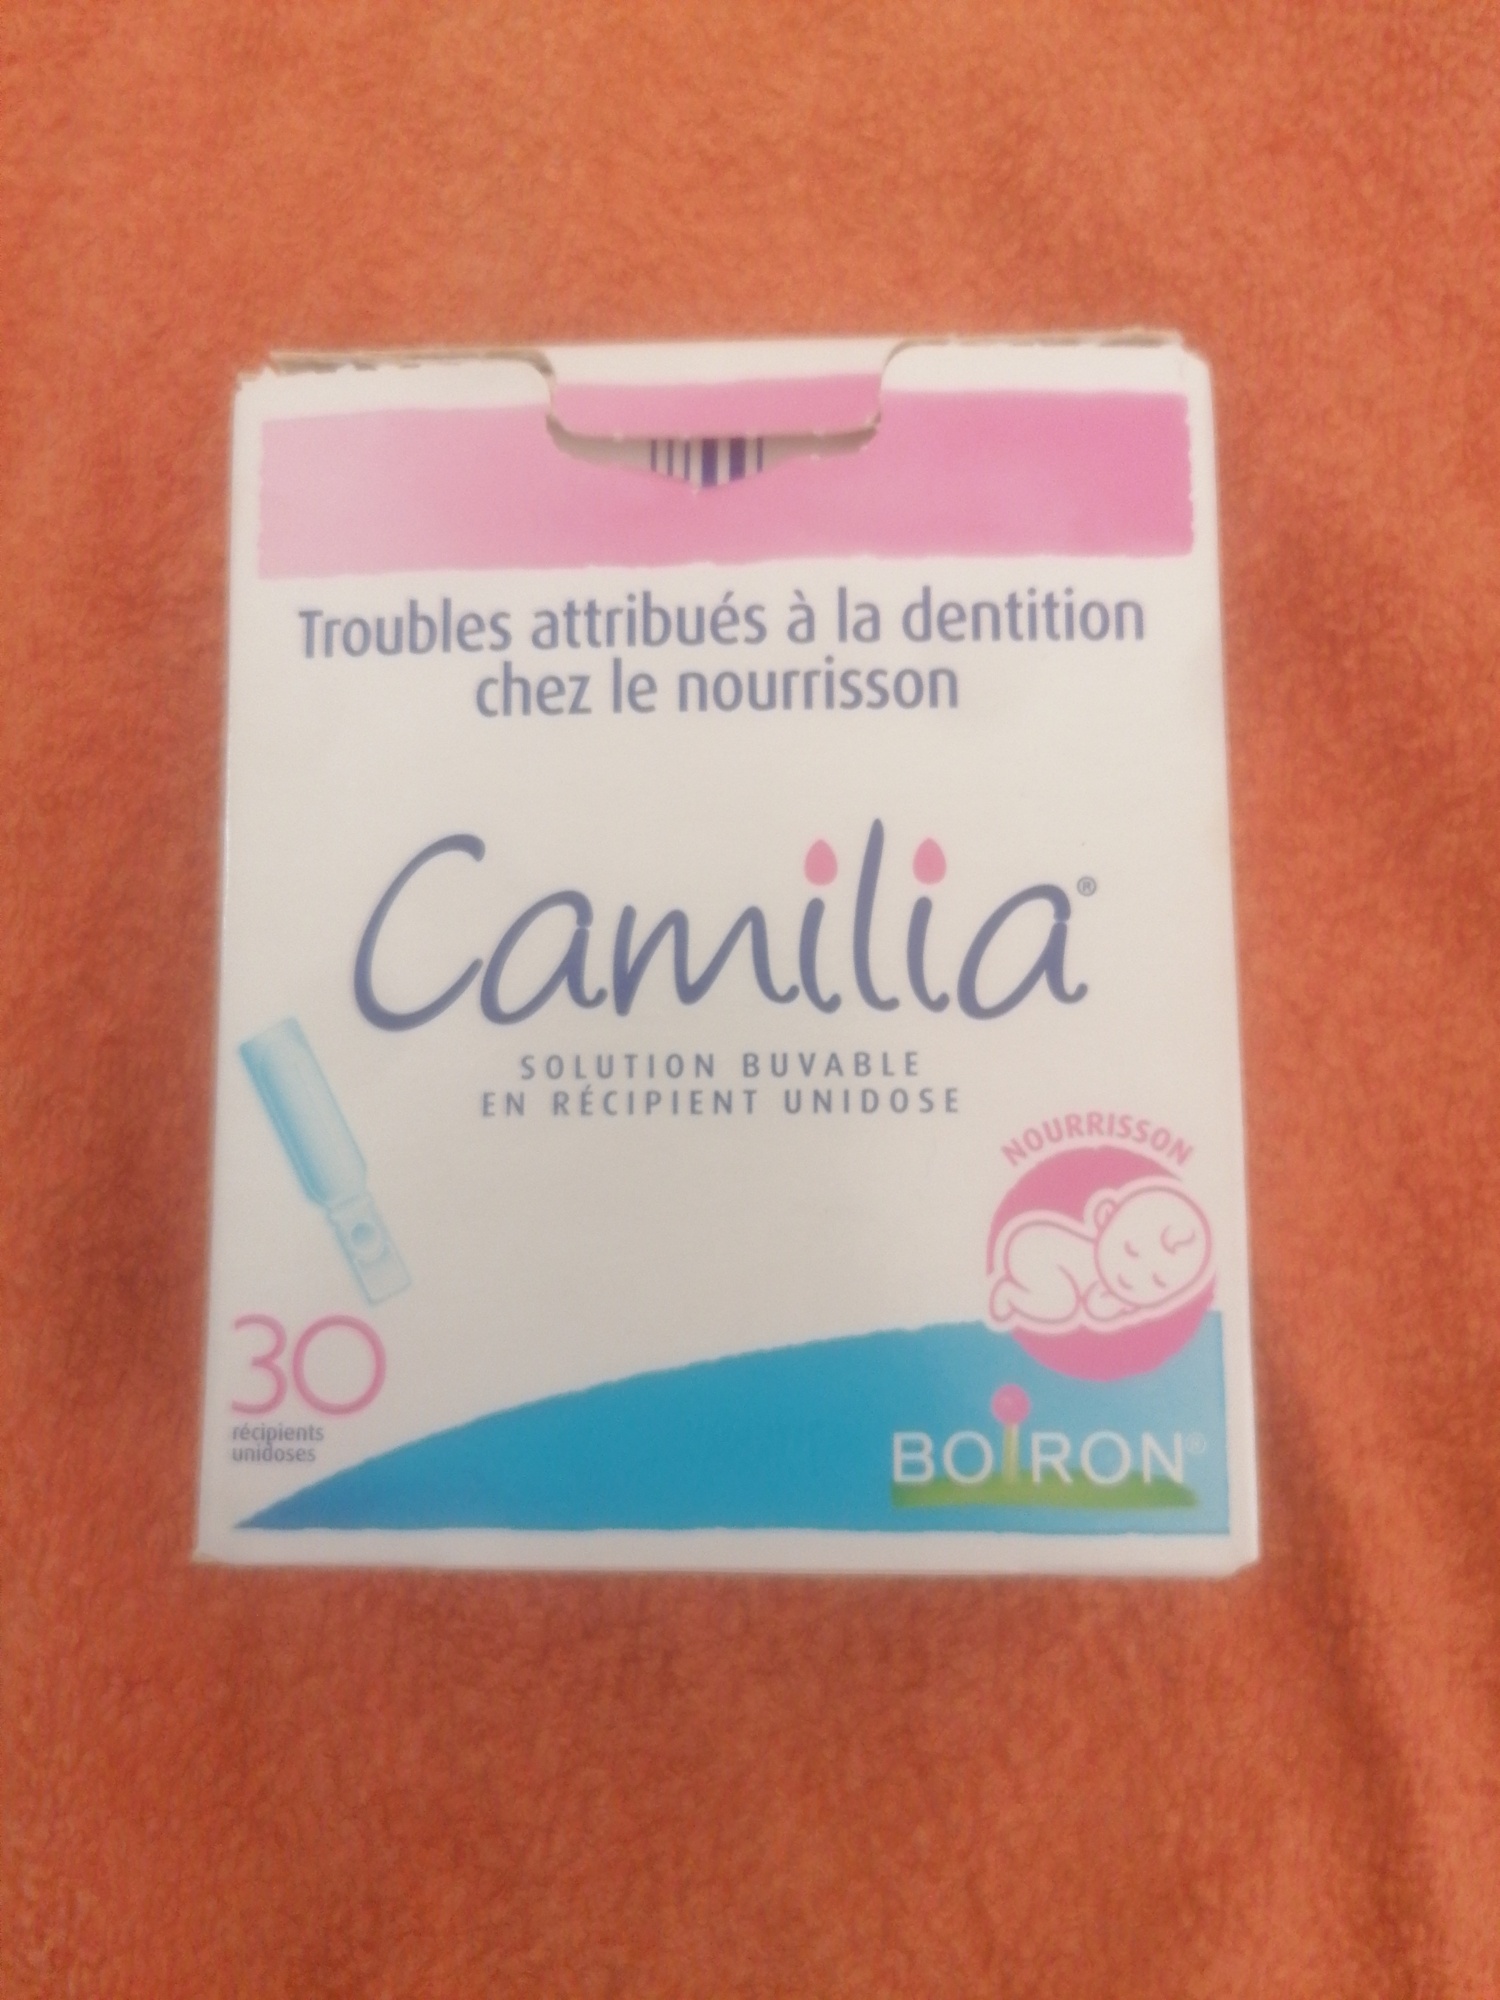 Troubles attribués à la dentition
chez le nourrisson
Camilia®
SOLUTION BUVABLE
EN RÉCIPIENT UNIDOSE
NOURRISSON
30
récipients
unidoses
BOIRON®